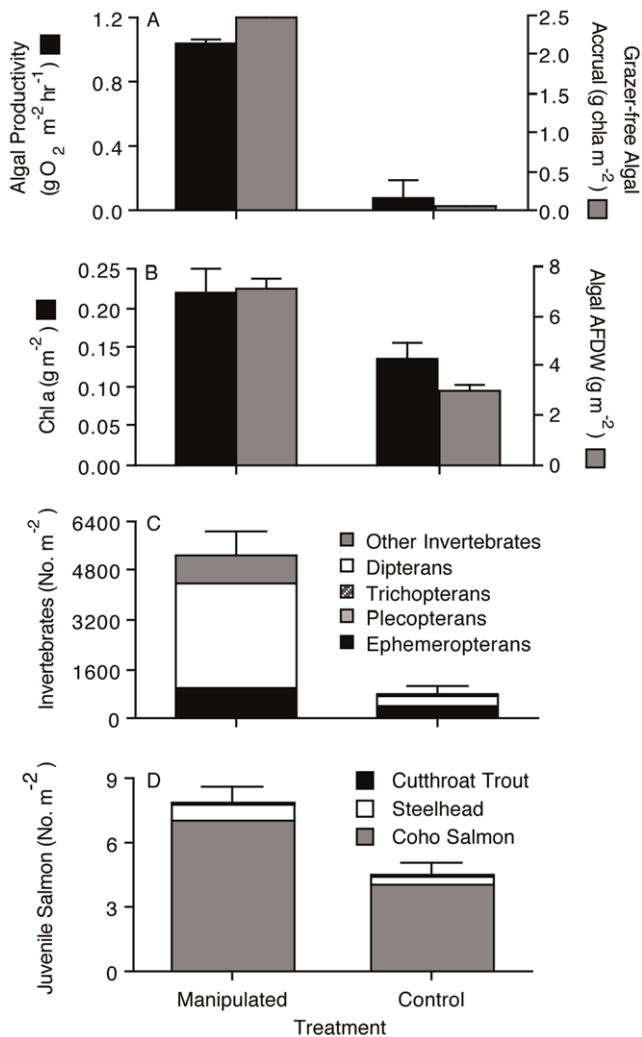 A
Algal Productivity
(g O2 m-2 hr-1)
1.2
0.8
0.4
0.0
2.5
2.0
1.5
1.0
0.5
0.0
Grazer-free Algal
Accrual (g chla m-2)
B
Chl a (g m-2)
0.25
0.20
0.15
0.10
0.05
0.00
8
6
4
2
0
Algal AFDW (g m-2)
C
Invertebrates (No. m-2)
6400
4800
3200
1600
0
Other Invertebrates
Dipterans
Trichopterans
Plecopterans
Ephemeropterans
D
Juvenile Salmon (No. m-2)
9
6
3
0
Cutthroat Trout
Steelhead
Coho Salmon
Manipulated Control
Treatment